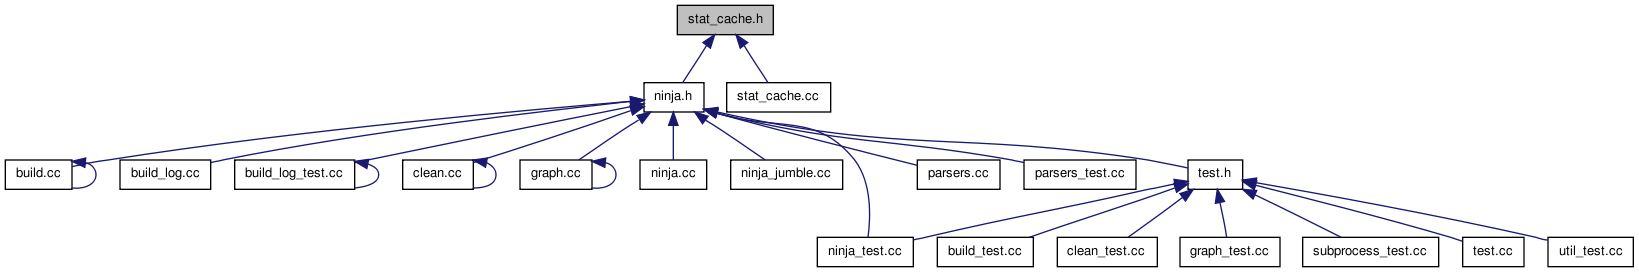 stat_cache.h
ninja.h
stat_cache.cc
build.cc
build_log.cc
build_log_test.cc
clean.cc
graph.cc
ninja.cc
ninja_jumble.cc
parsers.cc
parsers_test.cc
test.h
ninja_test.cc
build_test.cc
clean_test.cc
graph_test.cc
subprocess_test.cc
test.cc
util_test.cc